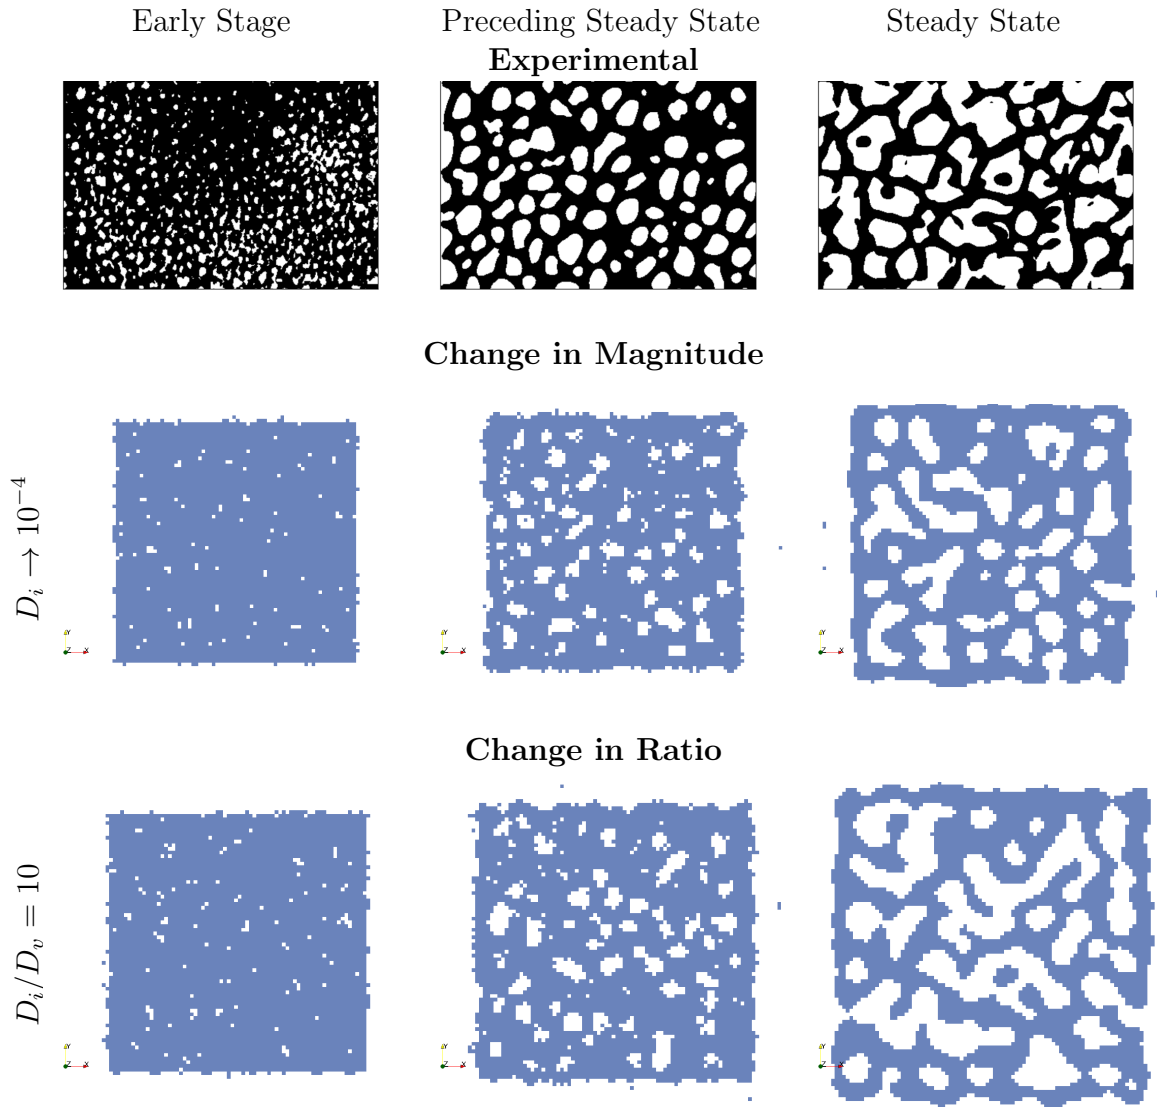 Early Stage Preceding Steady State Steady State
Experimental
Change in Magnitude
D_i → 10^{-4}
Y
Z X
Y
Z X
Y
Z X
Change in Ratio
D_i/D_v = 10
Y
Z X
Y
Z X
Y
Z X